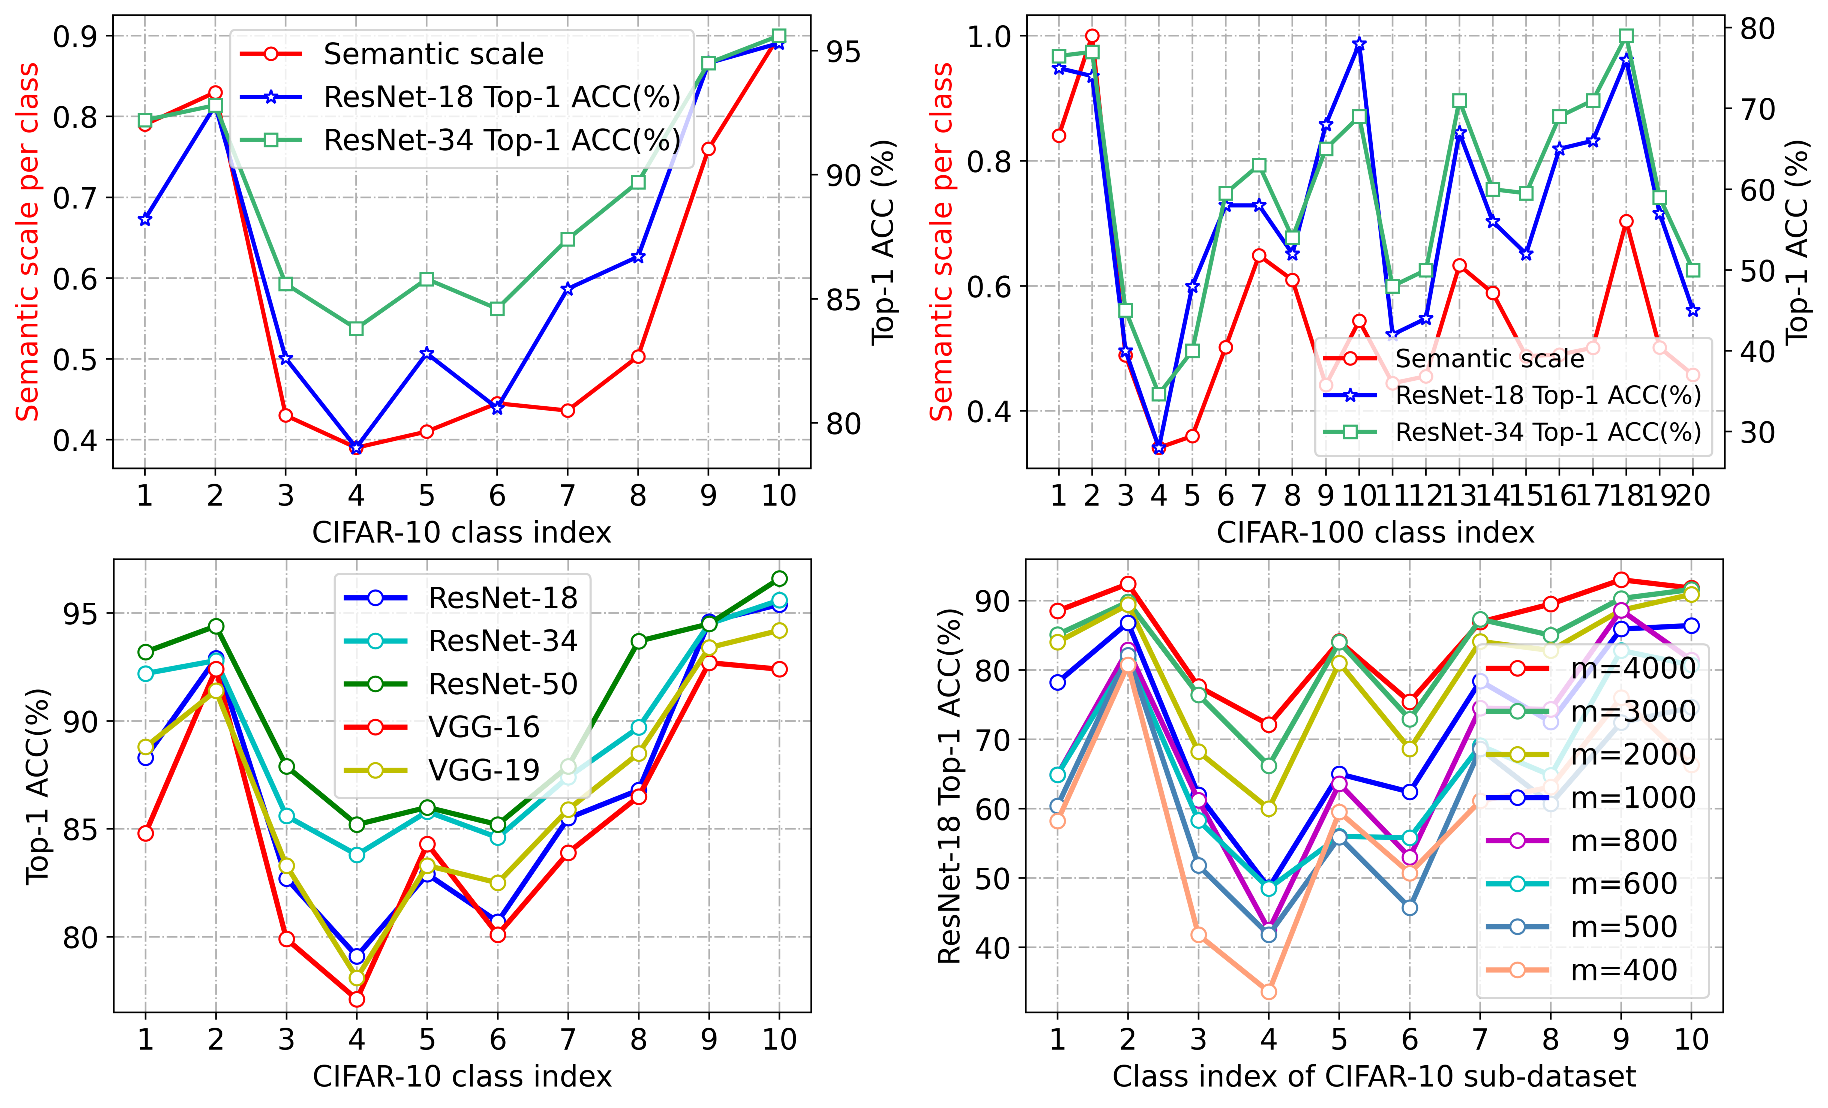 Semantic scale per class
0.9
0.8
0.7
0.6
0.5
0.4
Semantic scale
ResNet-18 Top-1 ACC(%)
ResNet-34 Top-1 ACC(%)
95
90
85
80
Top-1 ACC (%)
1 2 3 4 5 6 7 8 9 10
CIFAR-10 class index
Semantic scale per class
1.0
0.8
0.6
0.4
Semantic scale
ResNet-18 Top-1 ACC(%)
ResNet-34 Top-1 ACC(%)
80
70
60
50
40
30
Top-1 ACC (%)
1 2 3 4 5 6 7 8 9 10 11 12 13 14 15 16 17 18 19 20
CIFAR-100 class index
Top-1 ACC(%)
95
90
85
80
ResNet-18
ResNet-34
ResNet-50
VGG-16
VGG-19
1 2 3 4 5 6 7 8 9 10
CIFAR-10 class index
ResNet-18 Top-1 ACC(%)
90
80
70
60
50
40
m=4000
m=3000
m=2000
m=1000
m=800
m=600
m=500
m=400
1 2 3 4 5 6 7 8 9 10
Class index of CIFAR-10 sub-dataset